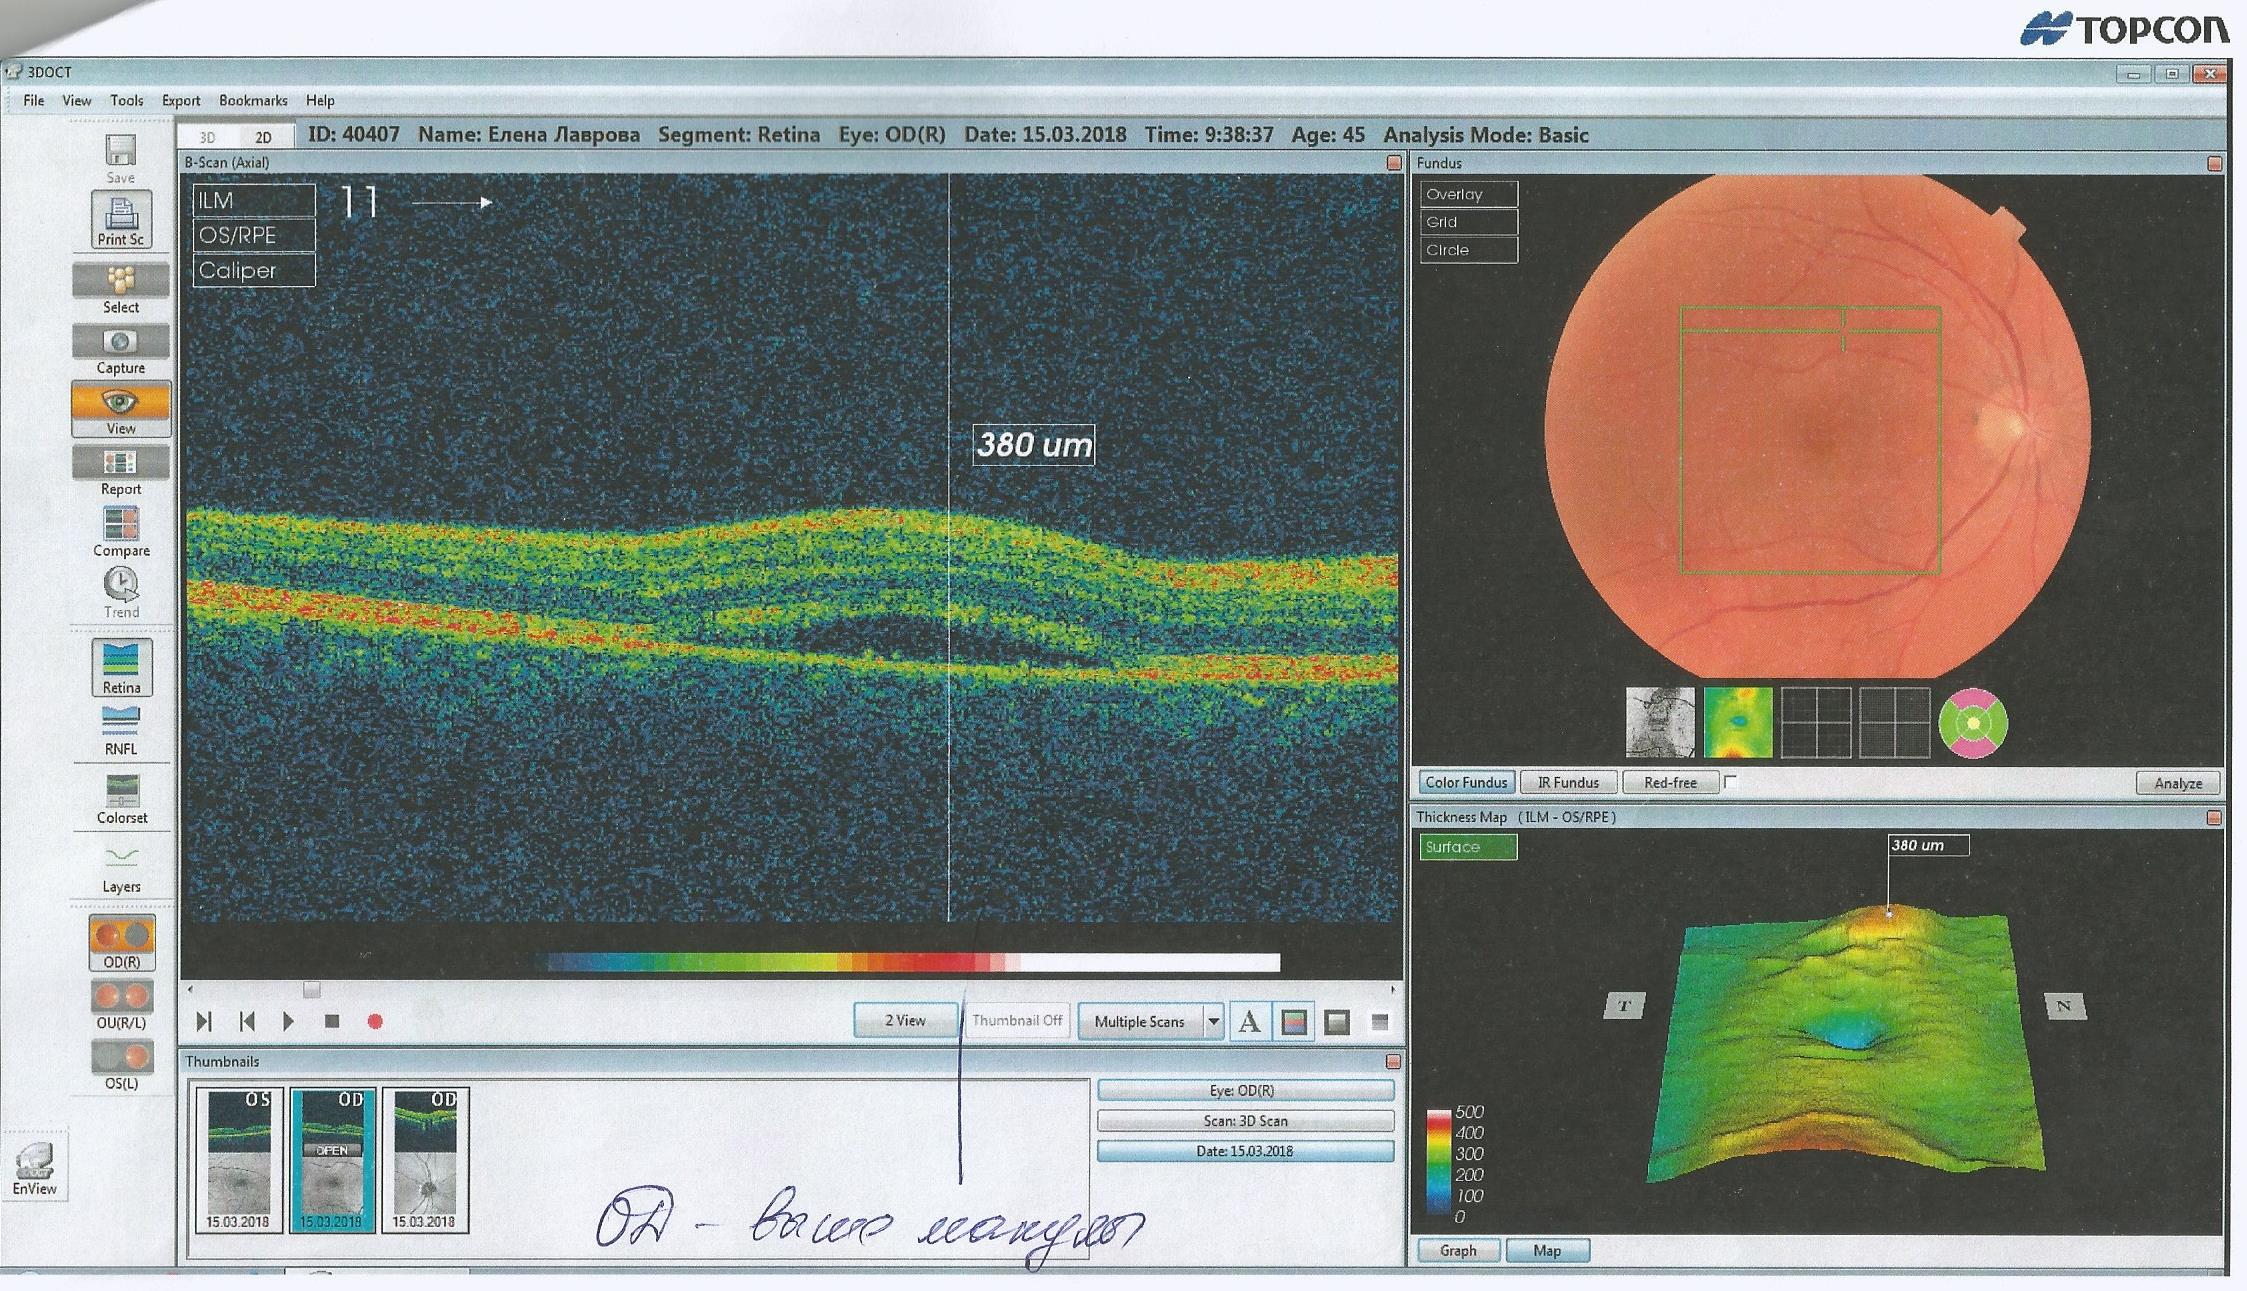 TOPCON
3DOCT
File View Tools Export Bookmarks Help
3D 2D ID: 40407 Name: Елена Лаврова Segment: Retina Eye: OD(R) Date: 15.03.2018 Time: 9:38:37 Age: 45 Analysis Mode: Basic
Save
Print Sc
Select
Capture
View
Report
Compare
Trend
Retina
RNFL
Colorset
Layers
OD(R)
OU(R/L)
OS(L)
EnView
B-Scan (Axial)
ILM
OS/RPE
Caliper
11
380 um
2 View Thumbnail Off Multiple Scans A
Thumbnails
OS OD OD
OPEN
15.03.2018 15.03.2018 15.03.2018
Eye: OD(R)
Scan: 3D Scan
Date: 15.03.2018
OD - выше макулы
Fundus
Overlay
Grid
Circle
Color Fundus IR Fundus Red-free Analyze
Thickness Map (ILM - OS/RPE)
Surface
380 um
T N
500
400
300
200
100
0
Graph Map